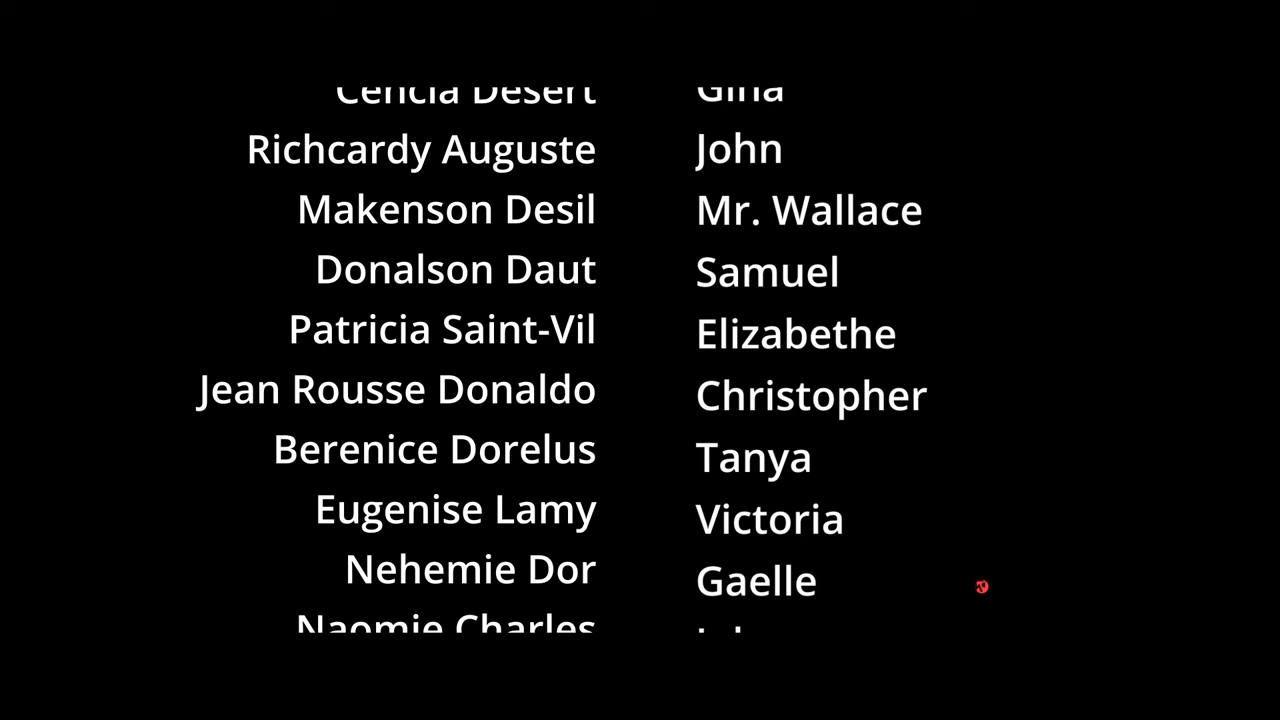 Cencia Desert Gina
Richcardy Auguste John
Makenson Desil Mr. Wallace
Donalson Daut Samuel
Patricia Saint-Vil Elizabethe
Jean Rousse Donaldo Christopher
Berenice Dorelus Tanya
Eugenise Lamy Victoria
Nehemie Dor Gaelle
Naomie Charles